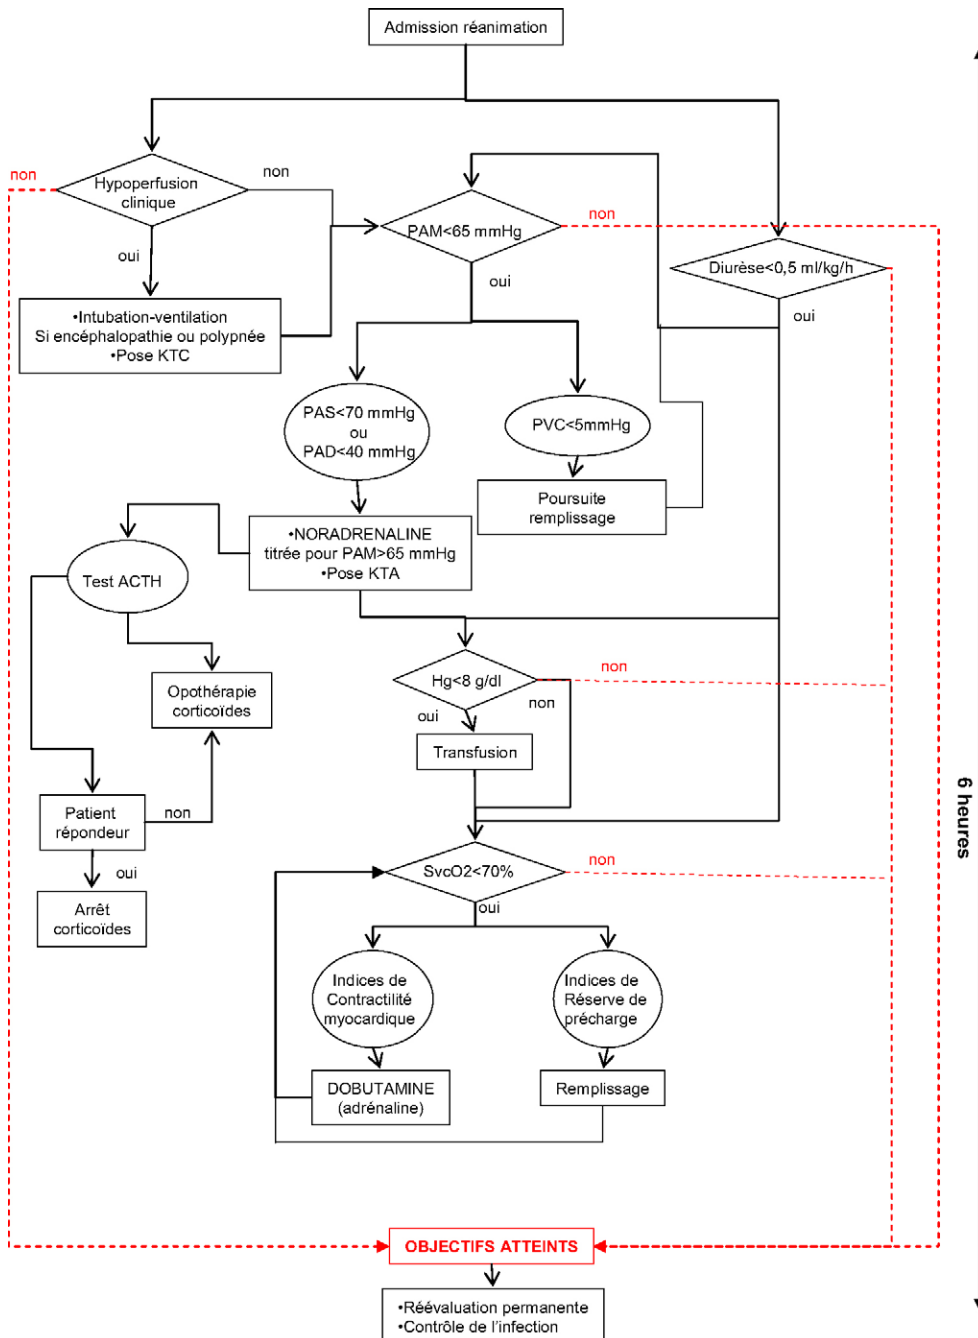 Admission réanimation
non
Hypoperfusion
clinique
non
oui
PAM<65 mmHg
non
oui
Diurèse<0,5 ml/kg/h
oui
•Intubation-ventilation
Si encéphalopathie ou polypnée
•Pose KTC
PAS<70 mmHg
ou
PAD<40 mmHg
PVC<5mmHg
Poursuite
remplissage
•NORADRENALINE
titrée pour PAM>65 mmHg
•Pose KTA
Test ACTH
Opothérapie
corticoïdes
Hg<8 g/dl
non
non
oui
Transfusion
Patient
répondeur
non
oui
Arrêt
corticoïdes
6 heures
SvcO2<70%
non
oui
Indices de
Contractilité
myocardique
Indices de
Réserve de
précharge
DOBUTAMINE
(adrénaline)
Remplissage
OBJECTIFS ATTEINTS
•Réévaluation permanente
•Contrôle de l'infection